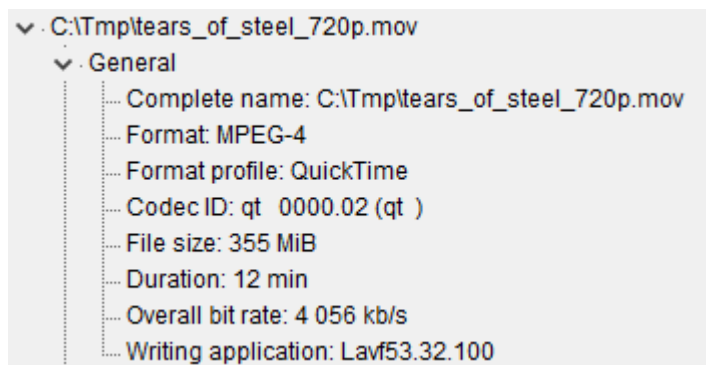 C:\Tmp\tears_of_steel_720p.mov
General
Complete name: C:\Tmp\tears_of_steel_720p.mov
Format: MPEG-4
Format profile: QuickTime
Codec ID: qt   0000.02 (qt  )
File size: 355 MiB
Duration: 12 min
Overall bit rate: 4 056 kb/s
Writing application: Lavf53.32.100